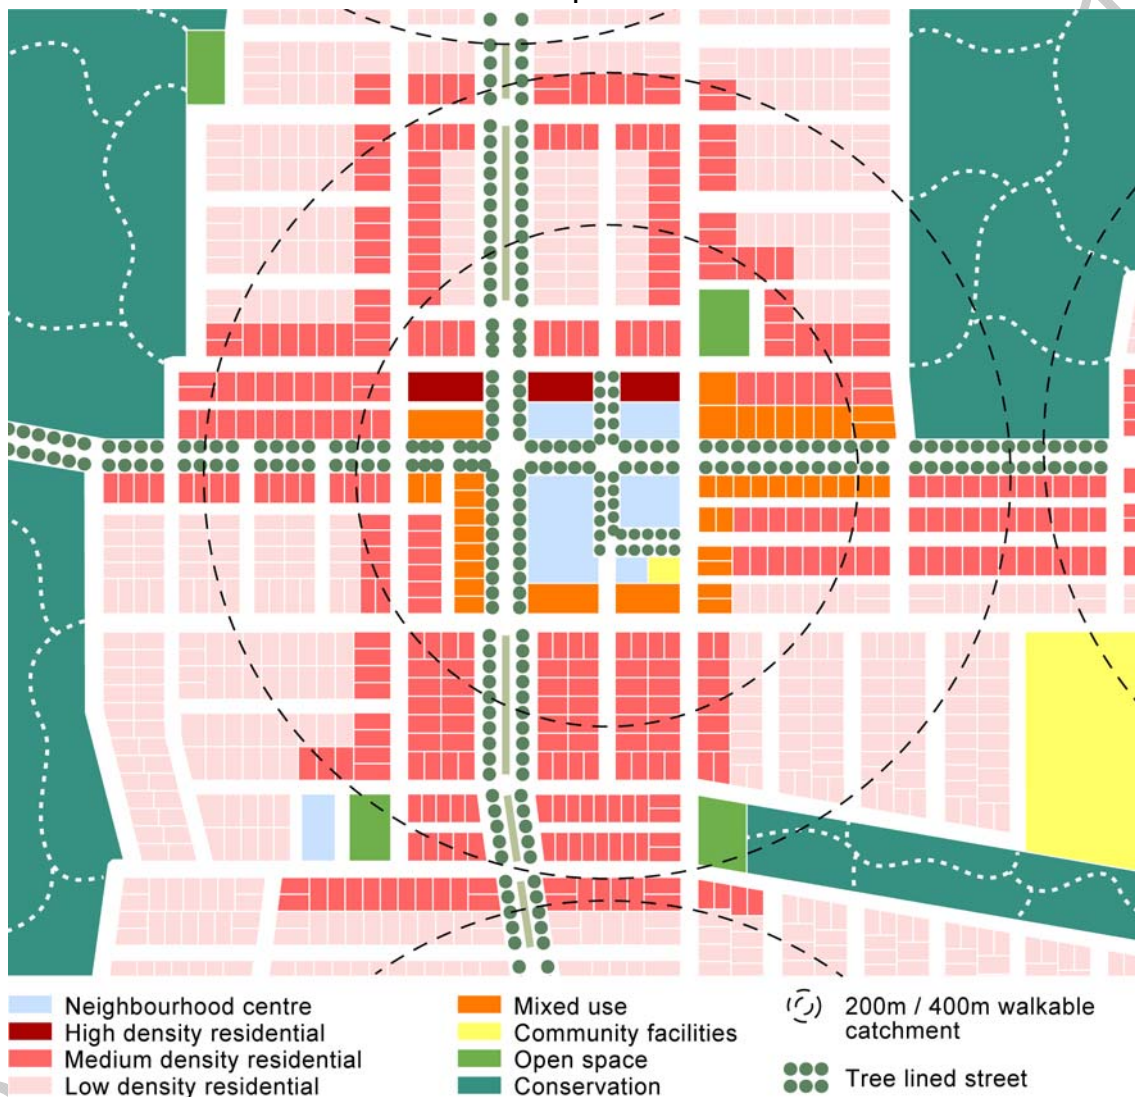 Neighbourhood centre
High density residential
Medium density residential
Low density residential
Mixed use
Community facilities
Open space
Conservation
200m / 400m walkable
catchment
Tree lined street